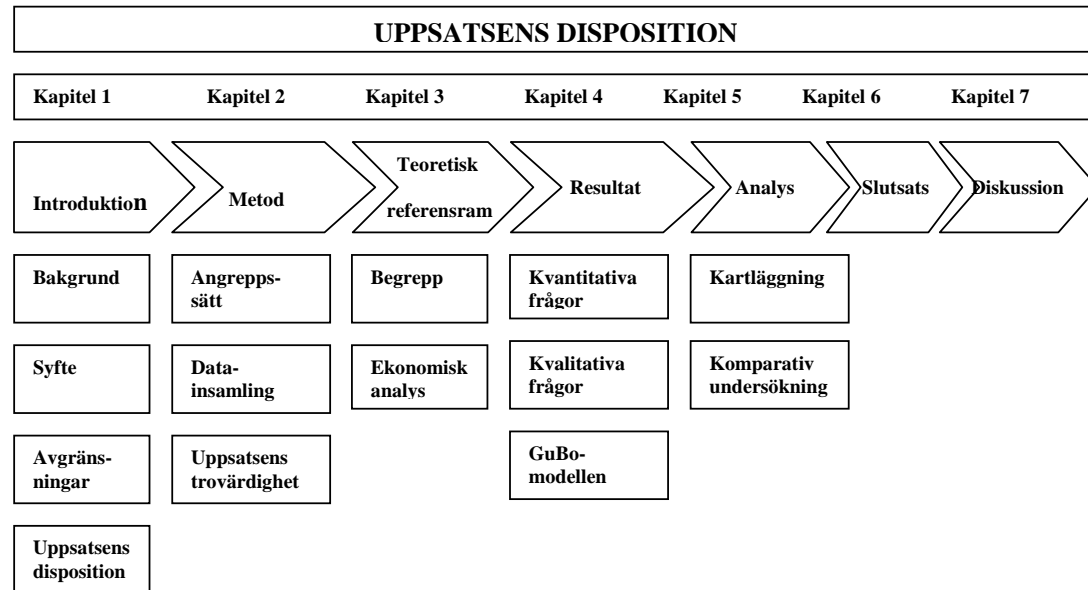 UPPSATSENS DISPOSITION
Kapitel 1 Kapitel 2 Kapitel 3 Kapitel 4 Kapitel 5 Kapitel 6 Kapitel 7
Introduktion
Metod
Teoretisk
referensram
Resultat
Analys
Slutsats
Diskussion
Bakgrund
Syfte
Avgräns-
ningar
Uppsatsens
disposition
Angrepps-
sätt
Data-
insamling
Uppsatsens
trovärdighet
Begrepp
Ekonomisk
analys
Kvantitativa
frågor
Kvalitativa
frågor
GuBo-
modellen
Kartläggning
Komparativ
undersökning